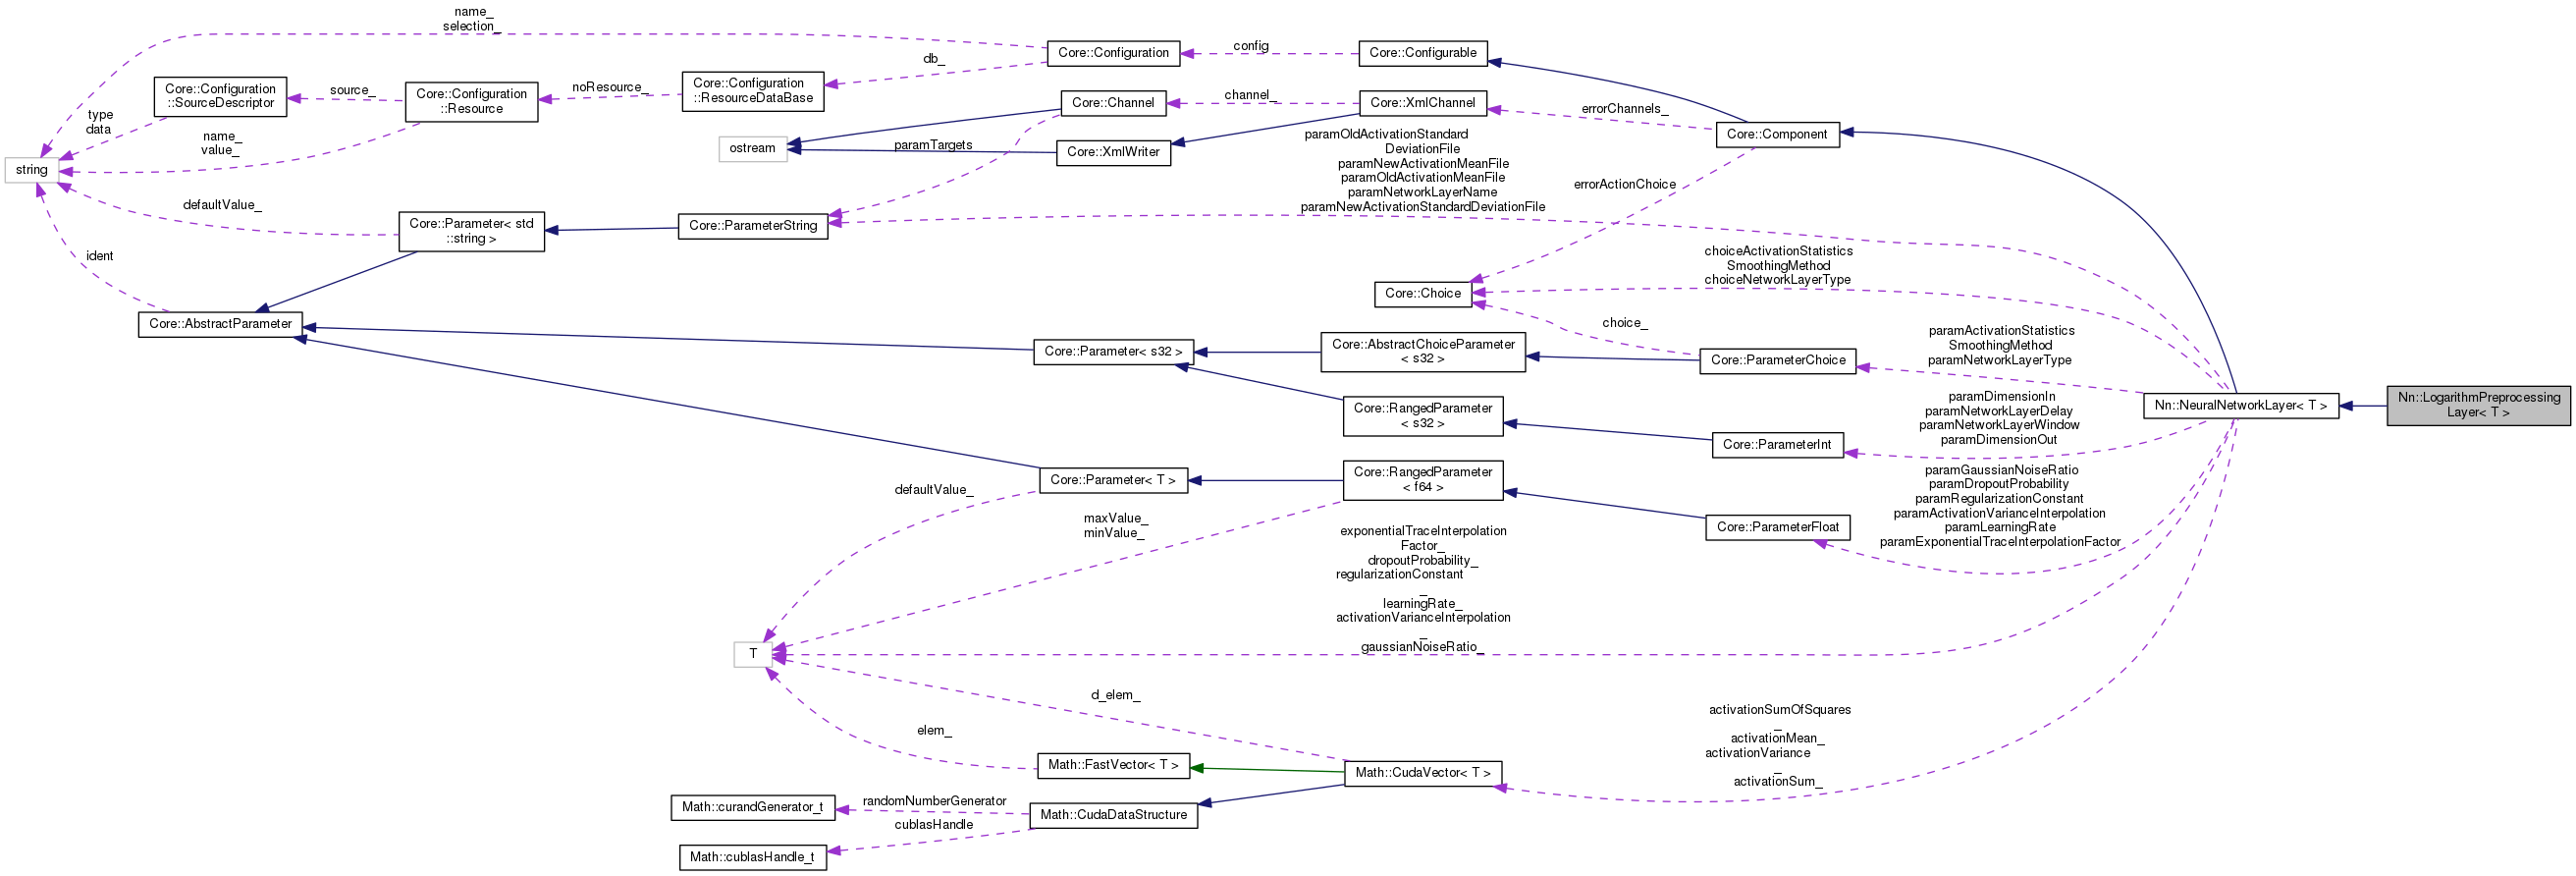 name_
selection_
Core::Configuration
config
Core::Configurable
db_
Core::Configuration
::SourceDescriptor
source_
Core::Configuration
::Resource
noResource_
Core::Configuration
::ResourceDataBase
Core::Channel
channel_
Core::XmlChannel
errorChannels_
type
data
name_
value_
ostream
paramTargets
Core::XmlWriter
Core::Component
string
paramOldActivationStandard
DeviationFile
paramNewActivationMeanFile
paramOldActivationMeanFile
paramNetworkLayerName
paramNewActivationStandardDeviationFile
errorActionChoice
defaultValue_
Core::Parameter< std
::string >
Core::ParameterString
ident
choiceActivationStatistics
SmoothingMethod
choiceNetworkLayerType
Core::Choice
Core::AbstractParameter
choice_
Core::Parameter< s32 >
Core::AbstractChoiceParameter
< s32 >
Core::ParameterChoice
paramActivationStatistics
SmoothingMethod
paramNetworkLayerType
Core::RangedParameter
< s32 >
Core::ParameterInt
paramDimensionIn
paramNetworkLayerDelay
paramNetworkLayerWindow
paramDimensionOut
Nn::NeuralNetworkLayer< T >
Nn::LogarithmPreprocessing
Layer< T >
Core::Parameter< T >
Core::RangedParameter
< f64 >
Core::ParameterFloat
paramGaussianNoiseRatio
paramDropoutProbability
paramRegularizationConstant
paramActivationVarianceInterpolation
paramLearningRate
paramExponentialTraceInterpolationFactor
defaultValue_
maxValue_
minValue_
exponentialTraceInterpolation
Factor_
dropoutProbability_
regularizationConstant
_
learningRate_
activationVarianceInterpolation
_
gaussianNoiseRatio_
T
d_elem_
elem_
activationSumOfSquares
_
activationMean_
activationVariance
_
activationSum_
Math::FastVector< T >
Math::CudaVector< T >
Math::curandGenerator_t
randomNumberGenerator
cublasHandle
Math::CudaDataStructure
Math::cublasHandle_t